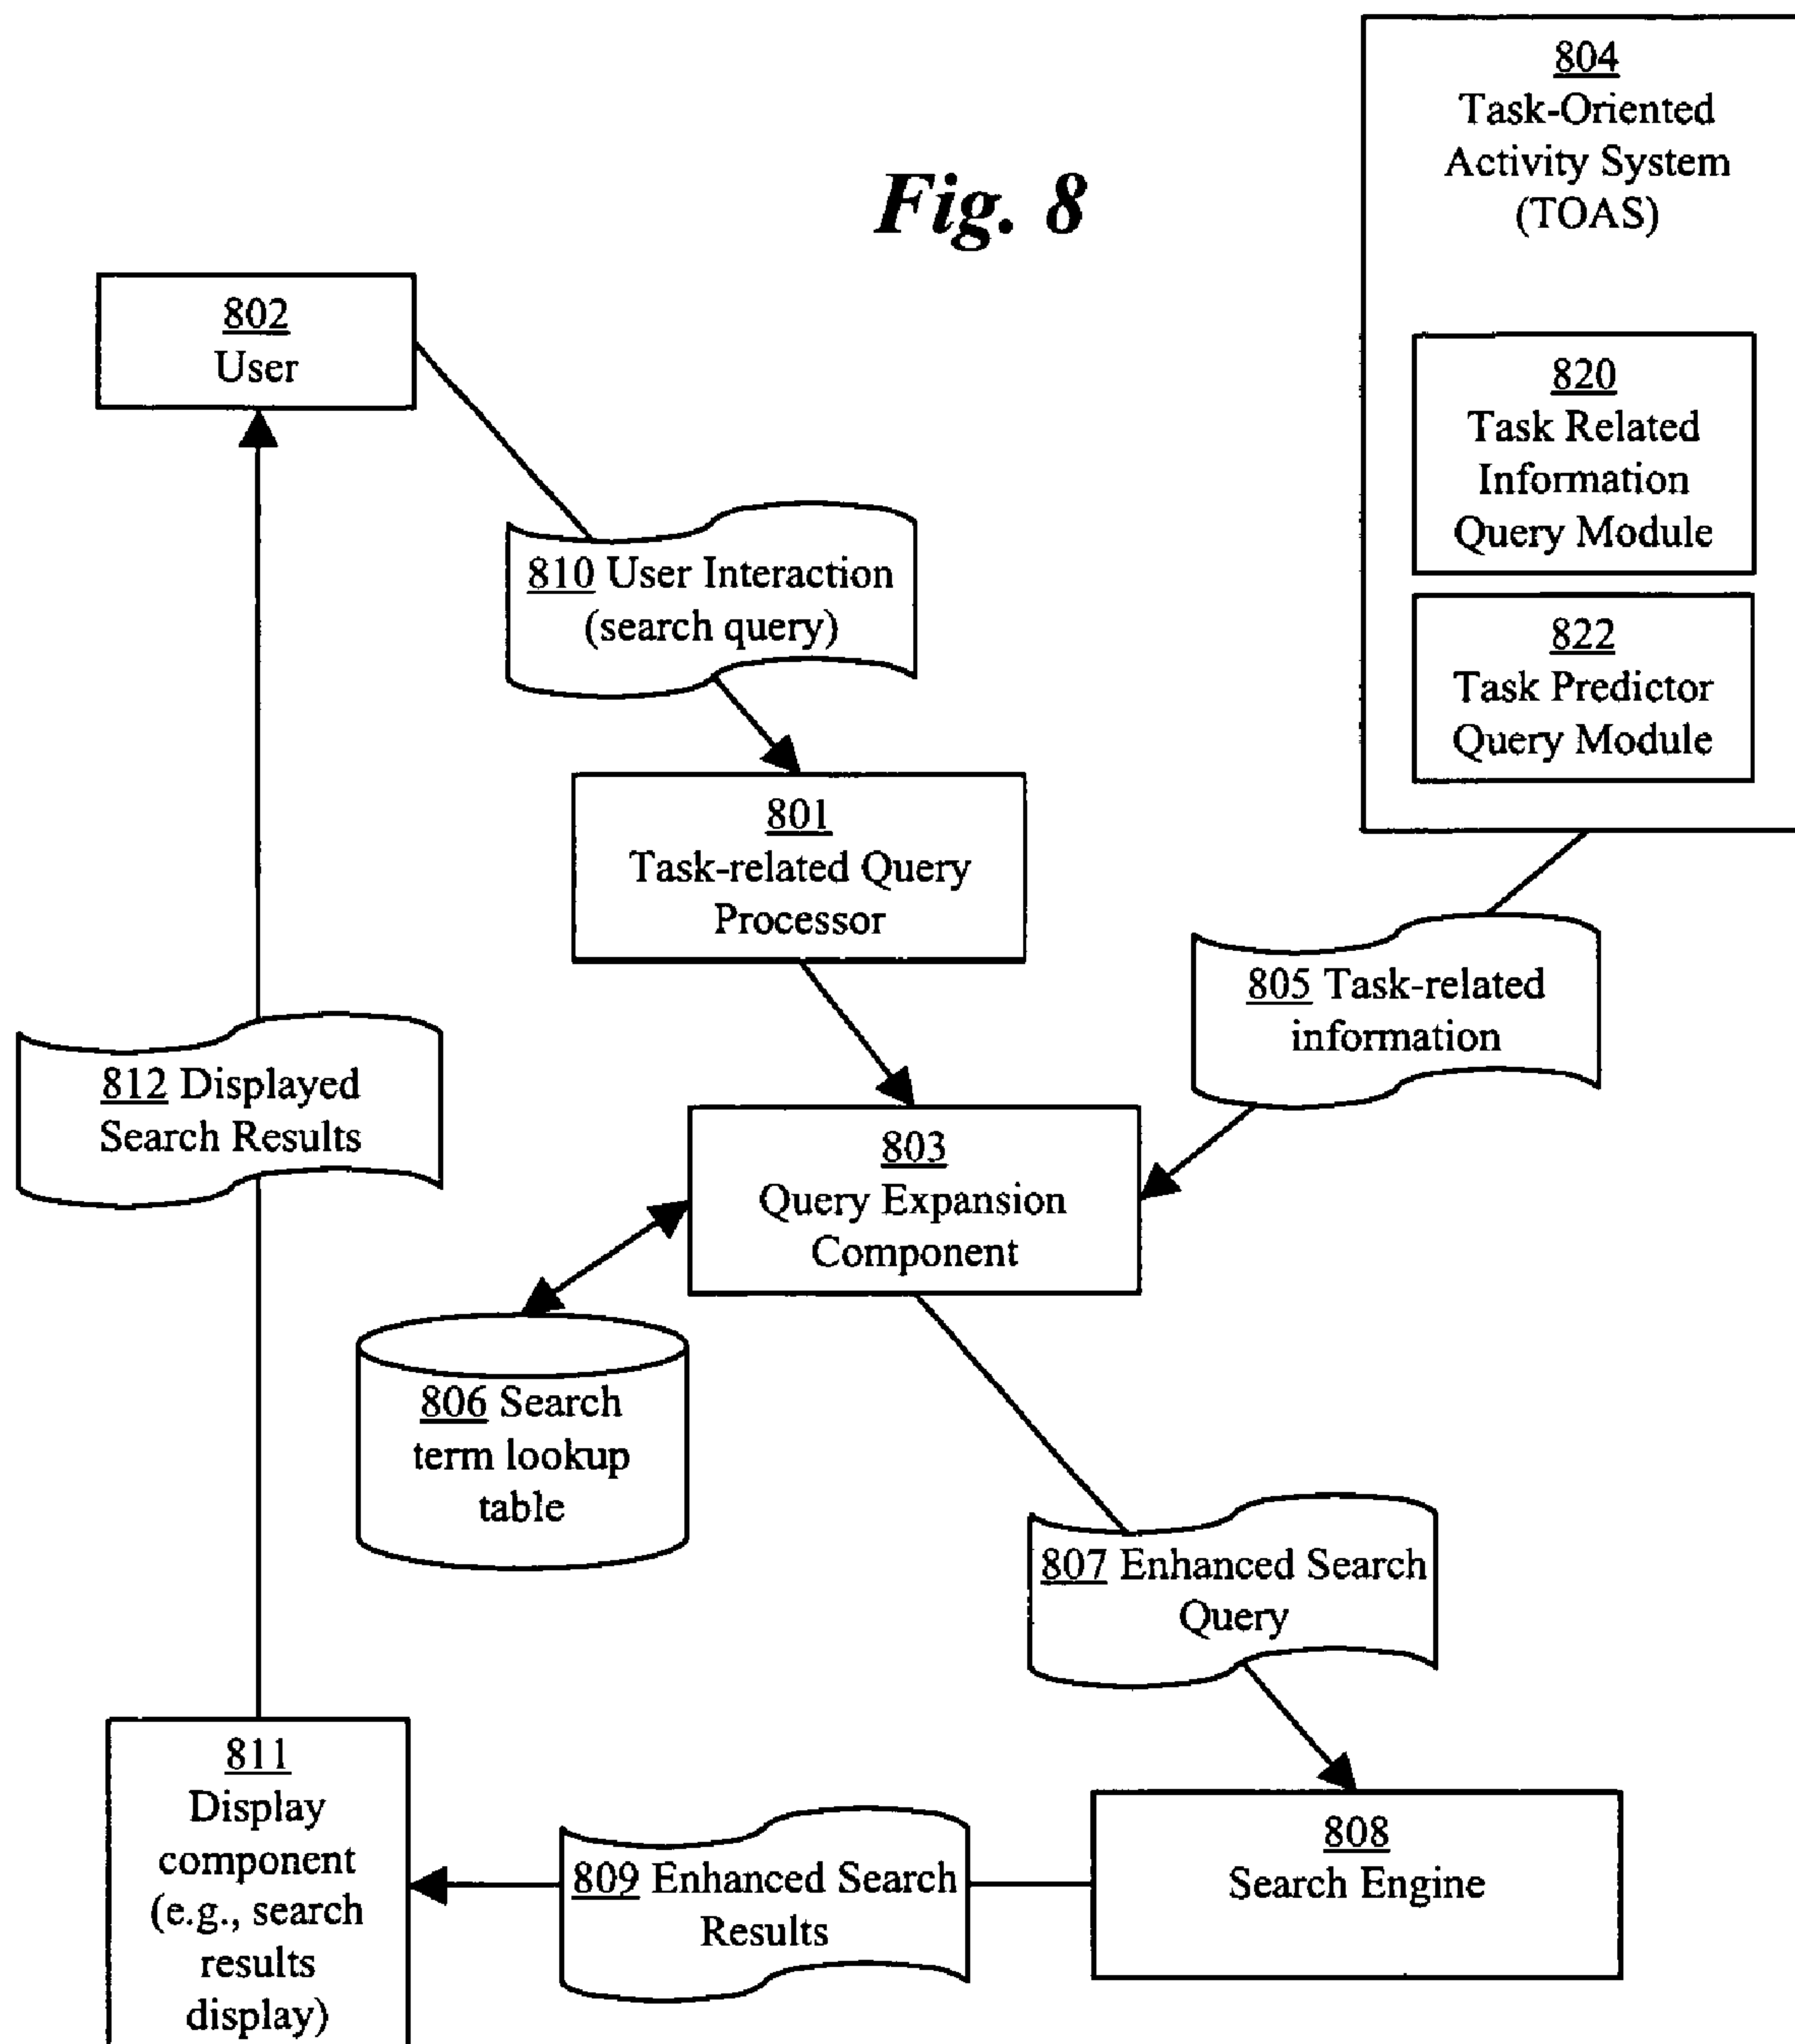 804
Task-Oriented
Activity System
(TOAS)
Fig. 8
802
User
820
Task Related
Information
Query Module
810 User Interaction
(search query)
822
Task Predictor
Query Module
801
Task-related Query
Processor
805 Task-related
information
812 Displayed
Search Results
803
Query Expansion
Component
806 Search
term lookup
table
807 Enhanced Search
Query
811
Display
component
(e.g., search
results
display)
809 Enhanced Search
Results
808
Search Engine